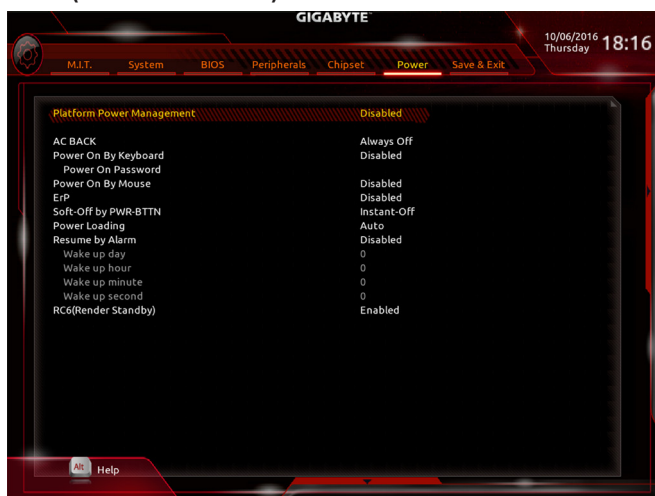 GIGABYTE
10/06/2016 Thursday 18:16
M.I.T. System BIOS Peripherals Chipset Power Save & Exit
Platform Power Management Disabled
AC BACK Always Off
Power On By Keyboard Disabled
Power On Password
Power On By Mouse Disabled
ErP Disabled
Soft-Off by PWR-BTTN Instant-Off
Power Loading Auto
Resume by Alarm Disabled
Wake up day 0
Wake up hour 0
Wake up minute 0
Wake up second 0
RC6(Render Standby) Enabled
Alt Help